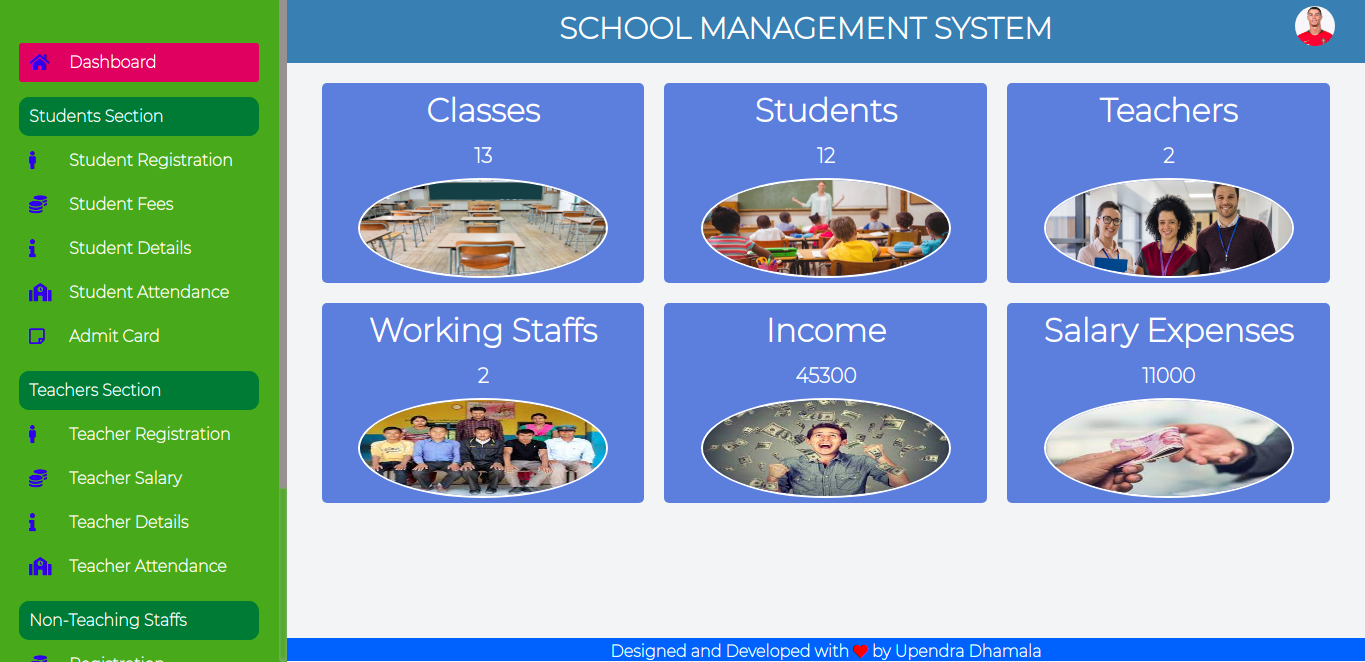 SCHOOL MANAGEMENT SYSTEM
Dashboard
Students Section
Student Registration
Student Fees
Student Details
Student Attendance
Admit Card
Teachers Section
Teacher Registration
Teacher Salary
Teacher Details
Teacher Attendance
Non-Teaching Staffs
Registration
Classes
13
Students
12
Teachers
2
Working Staffs
2
Income
45300
Salary Expenses
11000
Designed and Developed with ❤ by Upendra Dhamala